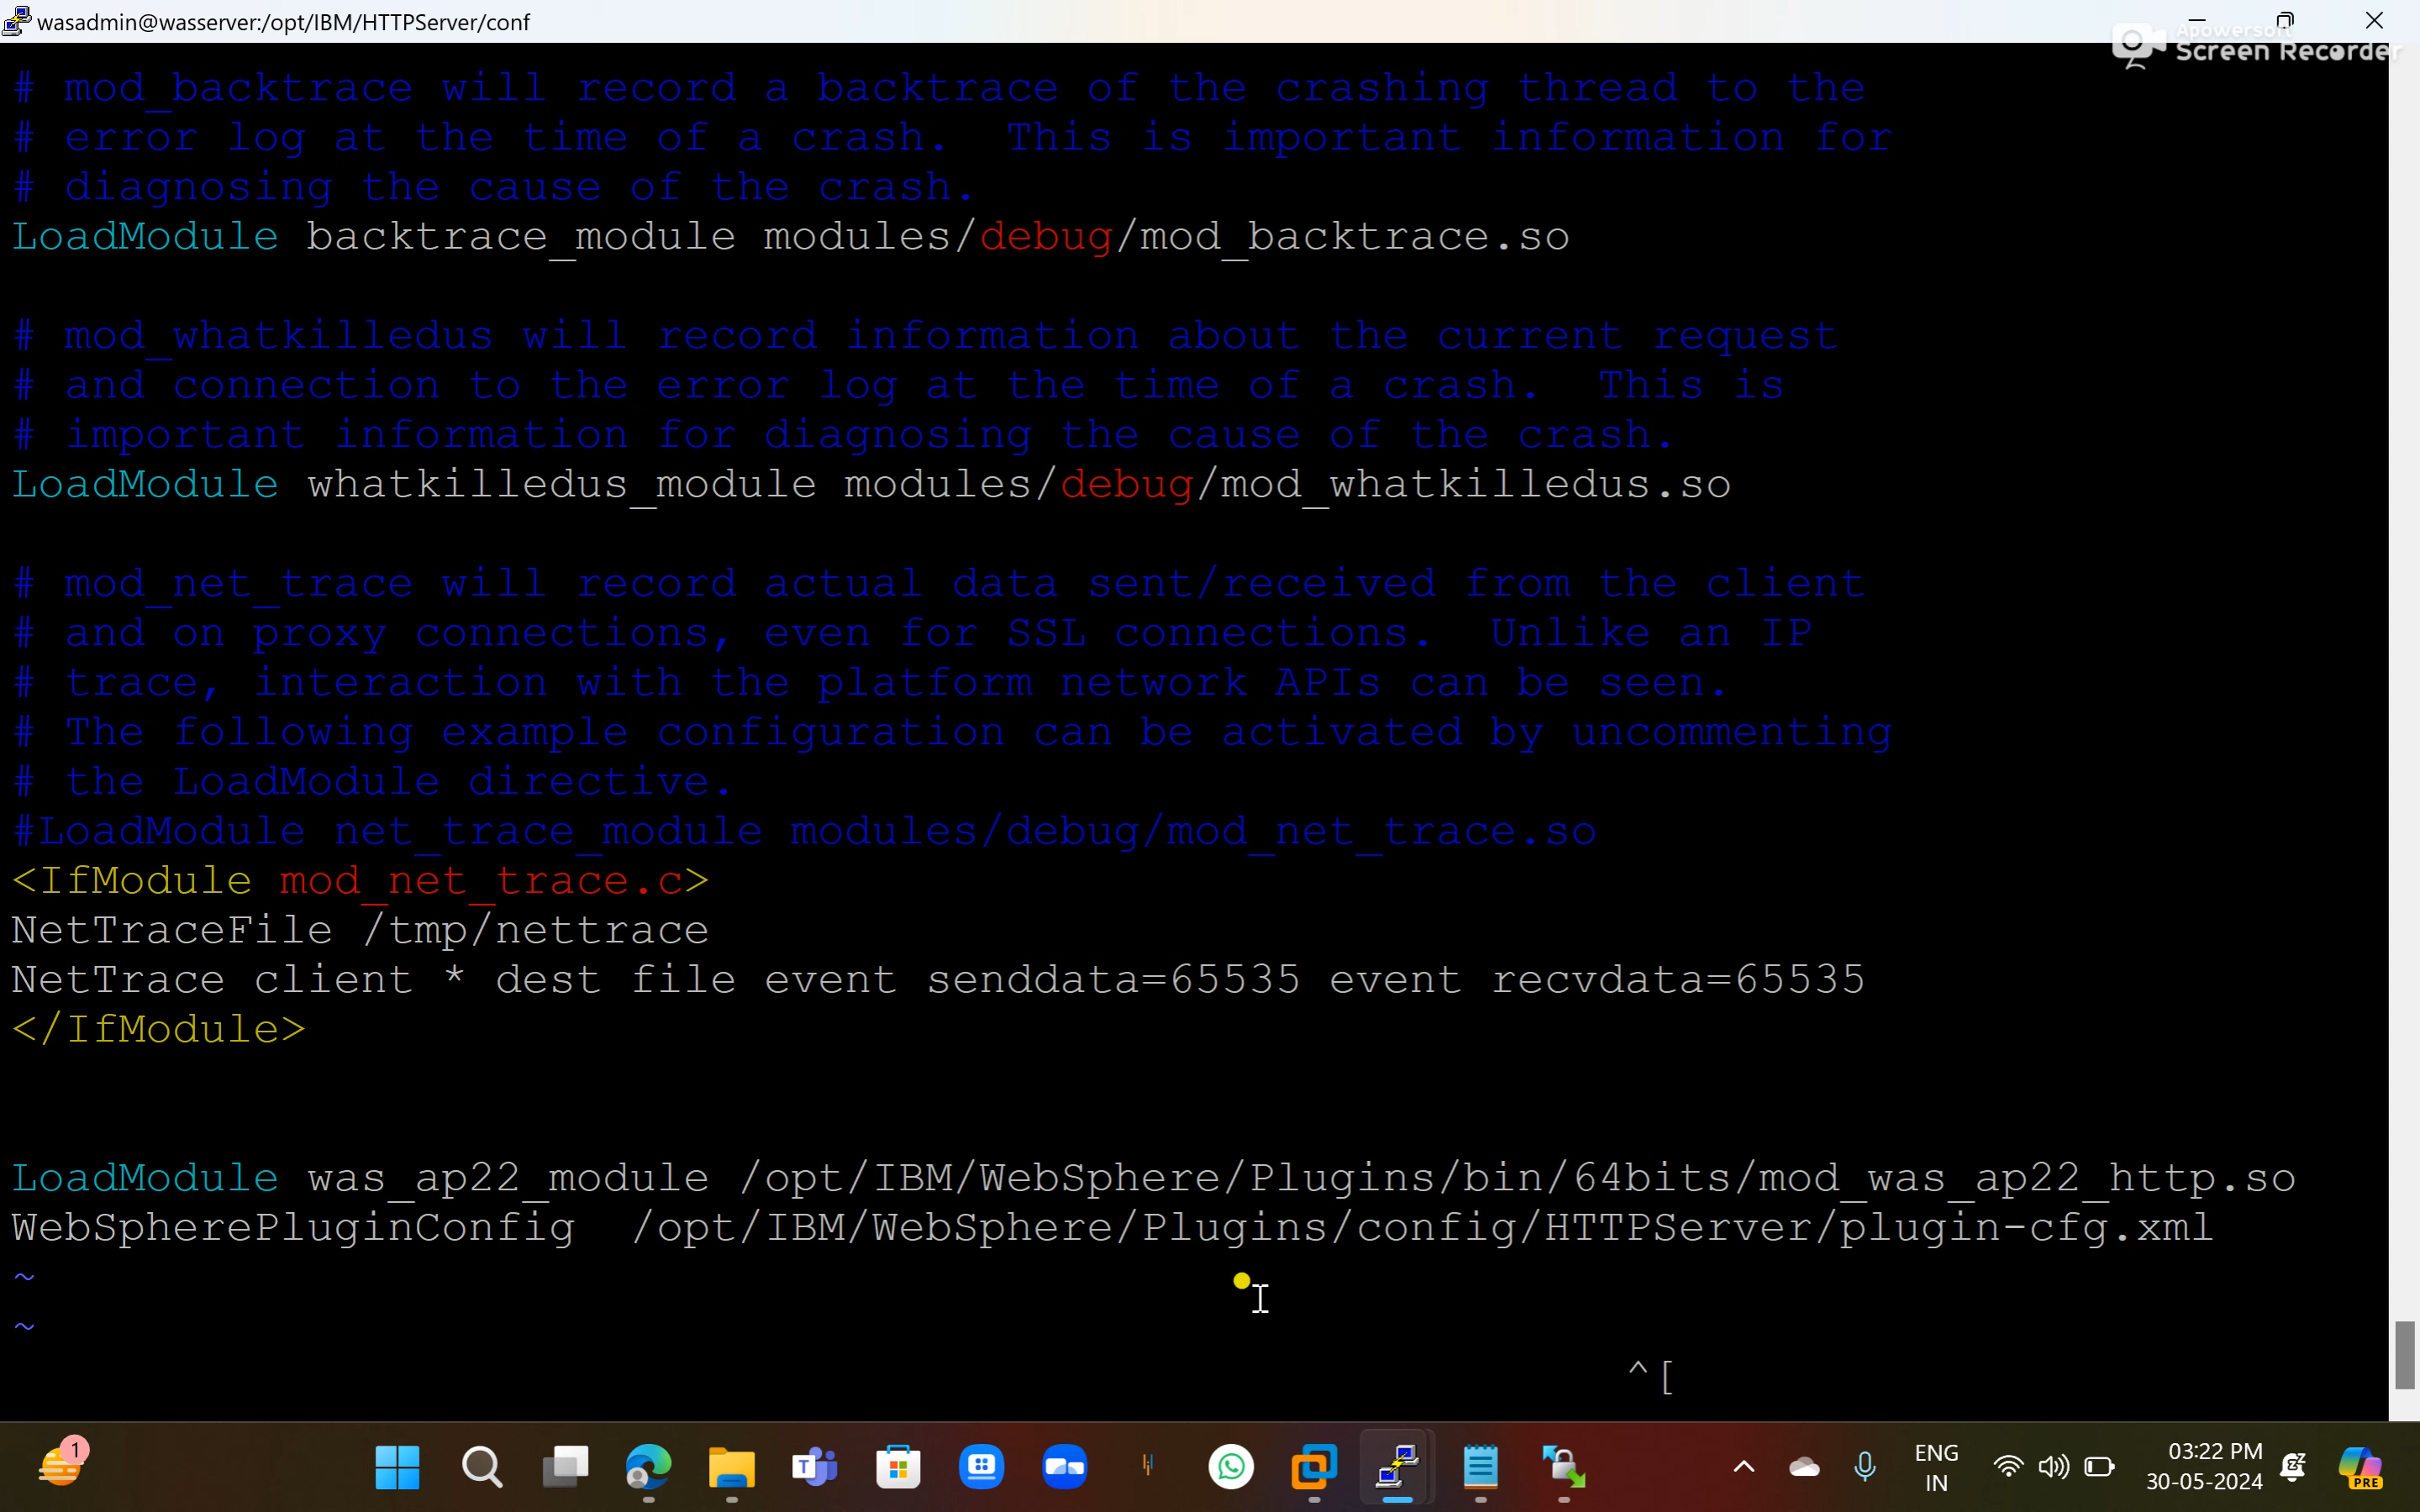 wasadmin@wasserver:/opt/IBM/HTTPServer/conf
Apowersoft
Screen Recorder
# mod_backtrace will record a backtrace of the crashing thread to the
# error log at the time of a crash.  This is important information for
# diagnosing the cause of the crash.
LoadModule backtrace_module modules/debug/mod_backtrace.so
# mod_whatkilledus will record information about the current request
# and connection to the error log at the time of a crash.  This is
# important information for diagnosing the cause of the crash.
LoadModule whatkilledus_module modules/debug/mod_whatkilledus.so
# mod_net_trace will record actual data sent/received from the client
# and on proxy connections, even for SSL connections.  Unlike an IP
# trace, interaction with the platform network APIs can be seen.
# The following example configuration can be activated by uncommenting
# the LoadModule directive.
#LoadModule net_trace_module modules/debug/mod_net_trace.so
<IfModule mod_net_trace.c>
NetTraceFile /tmp/nettrace
NetTrace client * dest file event senddata=65535 event recvdata=65535
</IfModule>
LoadModule was_ap22_module /opt/IBM/WebSphere/Plugins/bin/64bits/mod_was_ap22_http.so
WebSpherePluginConfig  /opt/IBM/WebSphere/Plugins/config/HTTPServer/plugin-cfg.xml
~
~
^[
1
T
ENG
IN
03:22 PM
30-05-2024
PRE